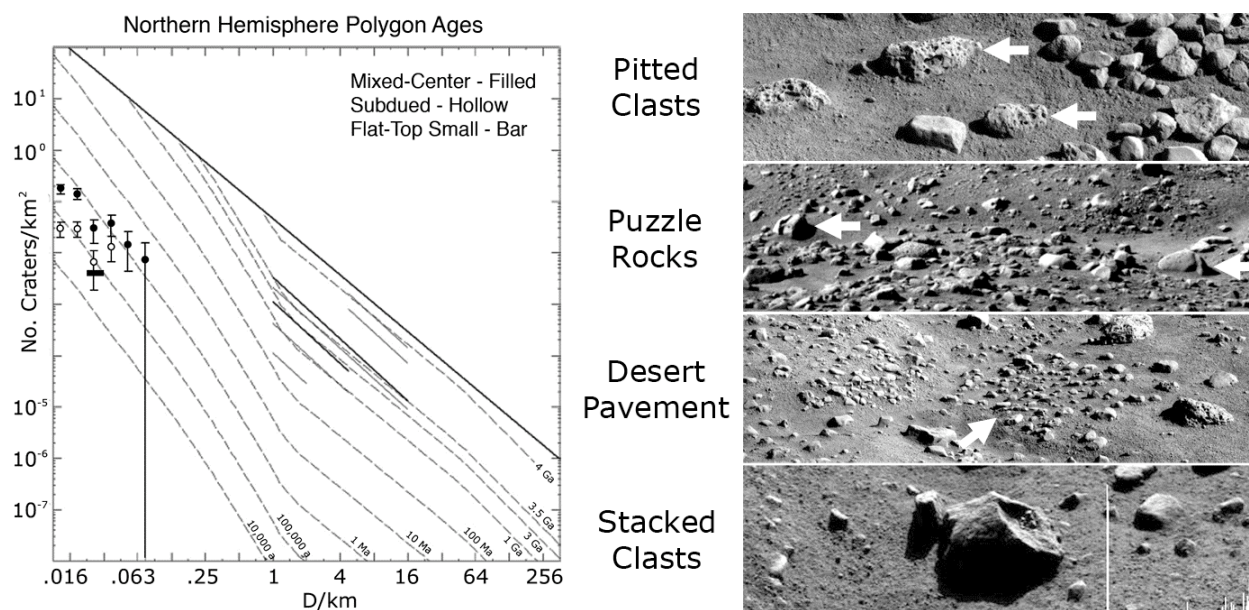 Northern Hemisphere Polygon Ages
Mixed-Center - Filled
Subdued - Hollow
Flat-Top Small - Bar
No. Craters/km²
10¹
10⁰
10⁻⁵
10⁻⁶
10⁻⁷
4 Ga
3.5 Ga
3 Ga
1 Ga
100 Ma
10 Ma
1 Ma
100,000 a
10,000 a
.016 .063 .25 1 4 16 64 256
D/km
Pitted
Clasts
Puzzle
Rocks
Desert
Pavement
Stacked
Clasts